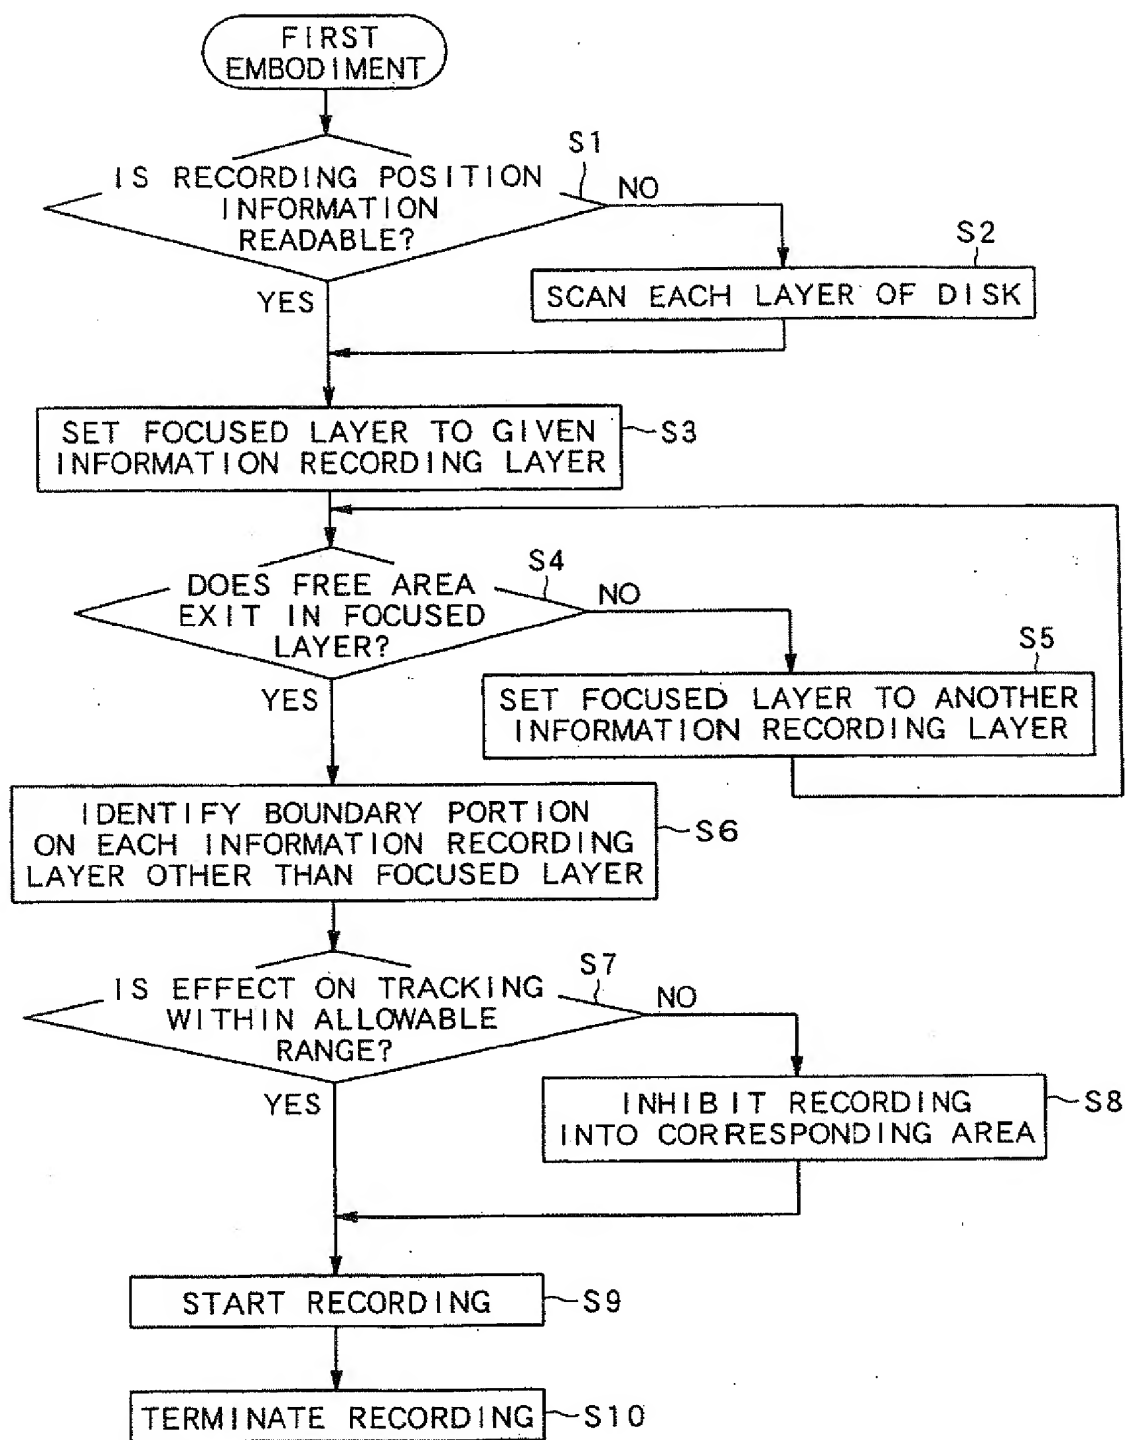 FIRST
EMBODIMENT
S1
IS RECORDING POSITION
INFORMATION
READABLE?
NO
YES
S2
SCAN EACH LAYER OF DISK
SET FOCUSED LAYER TO GIVEN
INFORMATION RECORDING LAYER
S3
S4
DOES FREE AREA
EXIT IN FOCUSED
LAYER?
NO
YES
S5
SET FOCUSED LAYER TO ANOTHER
INFORMATION RECORDING LAYER
IDENTIFY BOUNDARY PORTION
ON EACH INFORMATION RECORDING
LAYER OTHER THAN FOCUSED LAYER
S6
S7
IS EFFECT ON TRACKING
WITHIN ALLOWABLE
RANGE?
NO
YES
INHIBIT RECORDING
INTO CORRESPONDING AREA
S8
START RECORDING
S9
TERMINATE RECORDING
S10